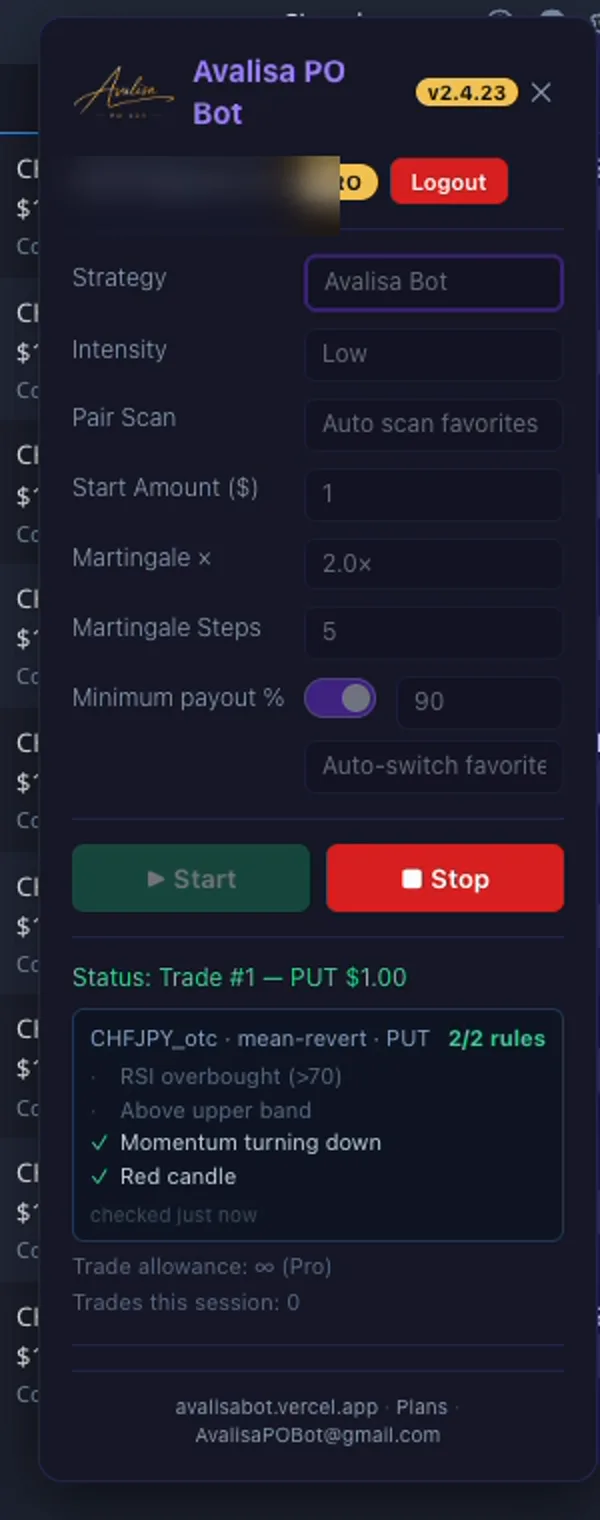 Avalisa
Avalisa PO
Bot
v2.4.23
Logout
Strategy
Avalisa Bot
Intensity
Low
Pair Scan
Auto scan favorites
Start Amount ($)
1
Martingale ×
2.0×
Martingale Steps
5
Minimum payout %
90
Auto-switch favorite
▶ Start
Stop
Status: Trade #1 — PUT $1.00
CHFJPY_otc · mean-revert · PUT 2/2 rules
· RSI overbought (>70)
· Above upper band
✓ Momentum turning down
✓ Red candle
checked just now
Trade allowance: ∞ (Pro)
Trades this session: 0
avalisabot.vercel.app · Plans ·
AvalisaPOBot@gmail.com